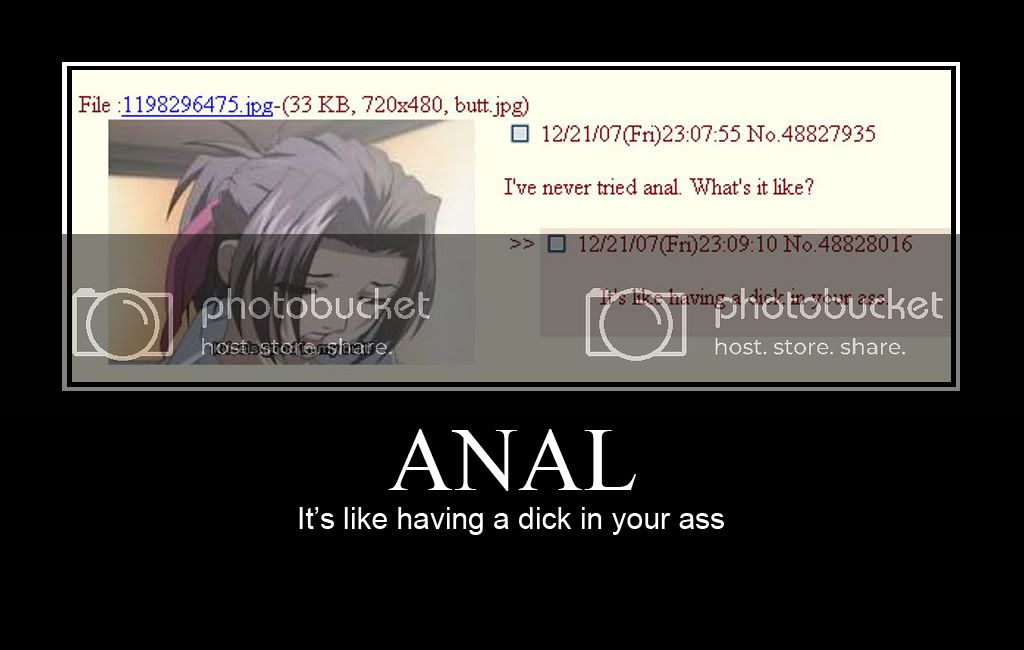 File :1198296475.jpg-(33 KB, 720x480, butt.jpg)
12/21/07(Fri)23:07:55 No.48827935
I've never tried anal. What's it like?
>> 12/21/07(Fri)23:09:10 No.48828016
It's like having a dick in your ass.
photobucket
host. store. share.
photobucket
host. store. share.
ANAL
It’s like having a dick in your ass